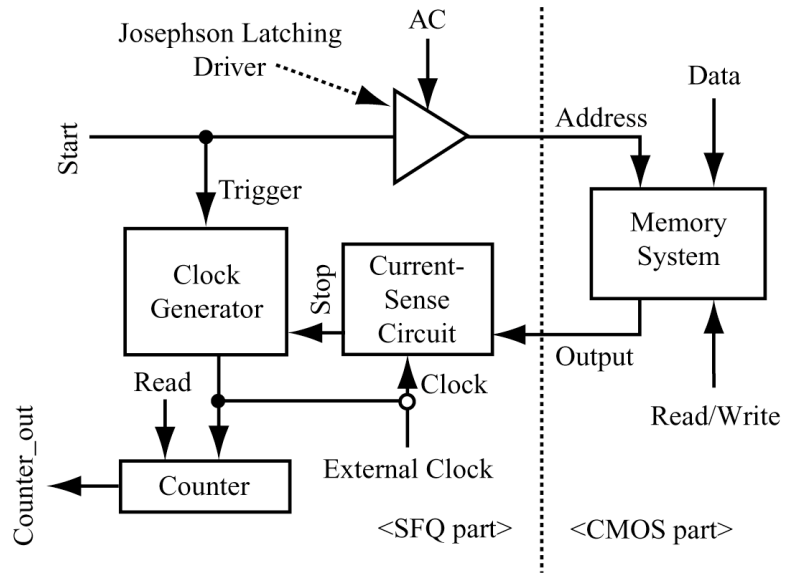 Josephson Latching
Driver
AC
Data
Start
Address
Trigger
Memory
System
Clock
Generator
Stop
Current-
Sense
Circuit
Output
Read
Clock
Read/Write
Counter_out
External Clock
Counter
<SFQ part>
<CMOS part>